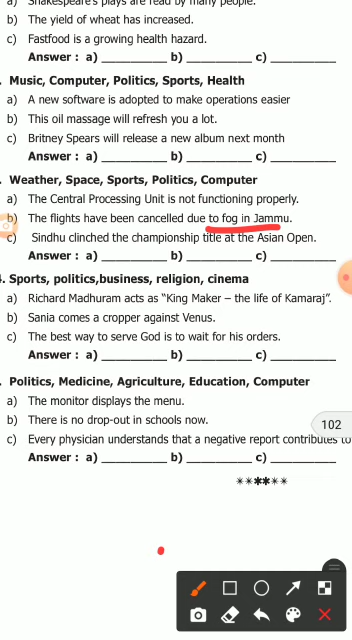 a) Shakespeare's plays are read by many people.
b) The yield of wheat has increased.
c) Fastfood is a growing health hazard.
Answer : a) __________ b) __________ c) __________
. Music, Computer, Politics, Sports, Health
a) A new software is adopted to make operations easier
b) This oil massage will refresh you a lot.
c) Britney Spears will release a new album next month
Answer : a) __________ b) __________ c) __________
. Weather, Space, Sports, Politics, Computer
a) The Central Processing Unit is not functioning properly.
b) The flights have been cancelled due to fog in Jammu.
c) Sindhu clinched the championship title at the Asian Open.
Answer : a) __________ b) __________ c) __________
4. Sports, politics,business, religion, cinema
a) Richard Madhuram acts as “King Maker – the life of Kamaraj”.
b) Sania comes a cropper against Venus.
c) The best way to serve God is to wait for his orders.
Answer : a) __________ b) __________ c) __________
. Politics, Medicine, Agriculture, Education, Computer
a) The monitor displays the menu.
b) There is no drop-out in schools now.
102
c) Every physician understands that a negative report contributes to
Answer : a) __________ b) __________ c) __________
✶✶✶✶✶✶